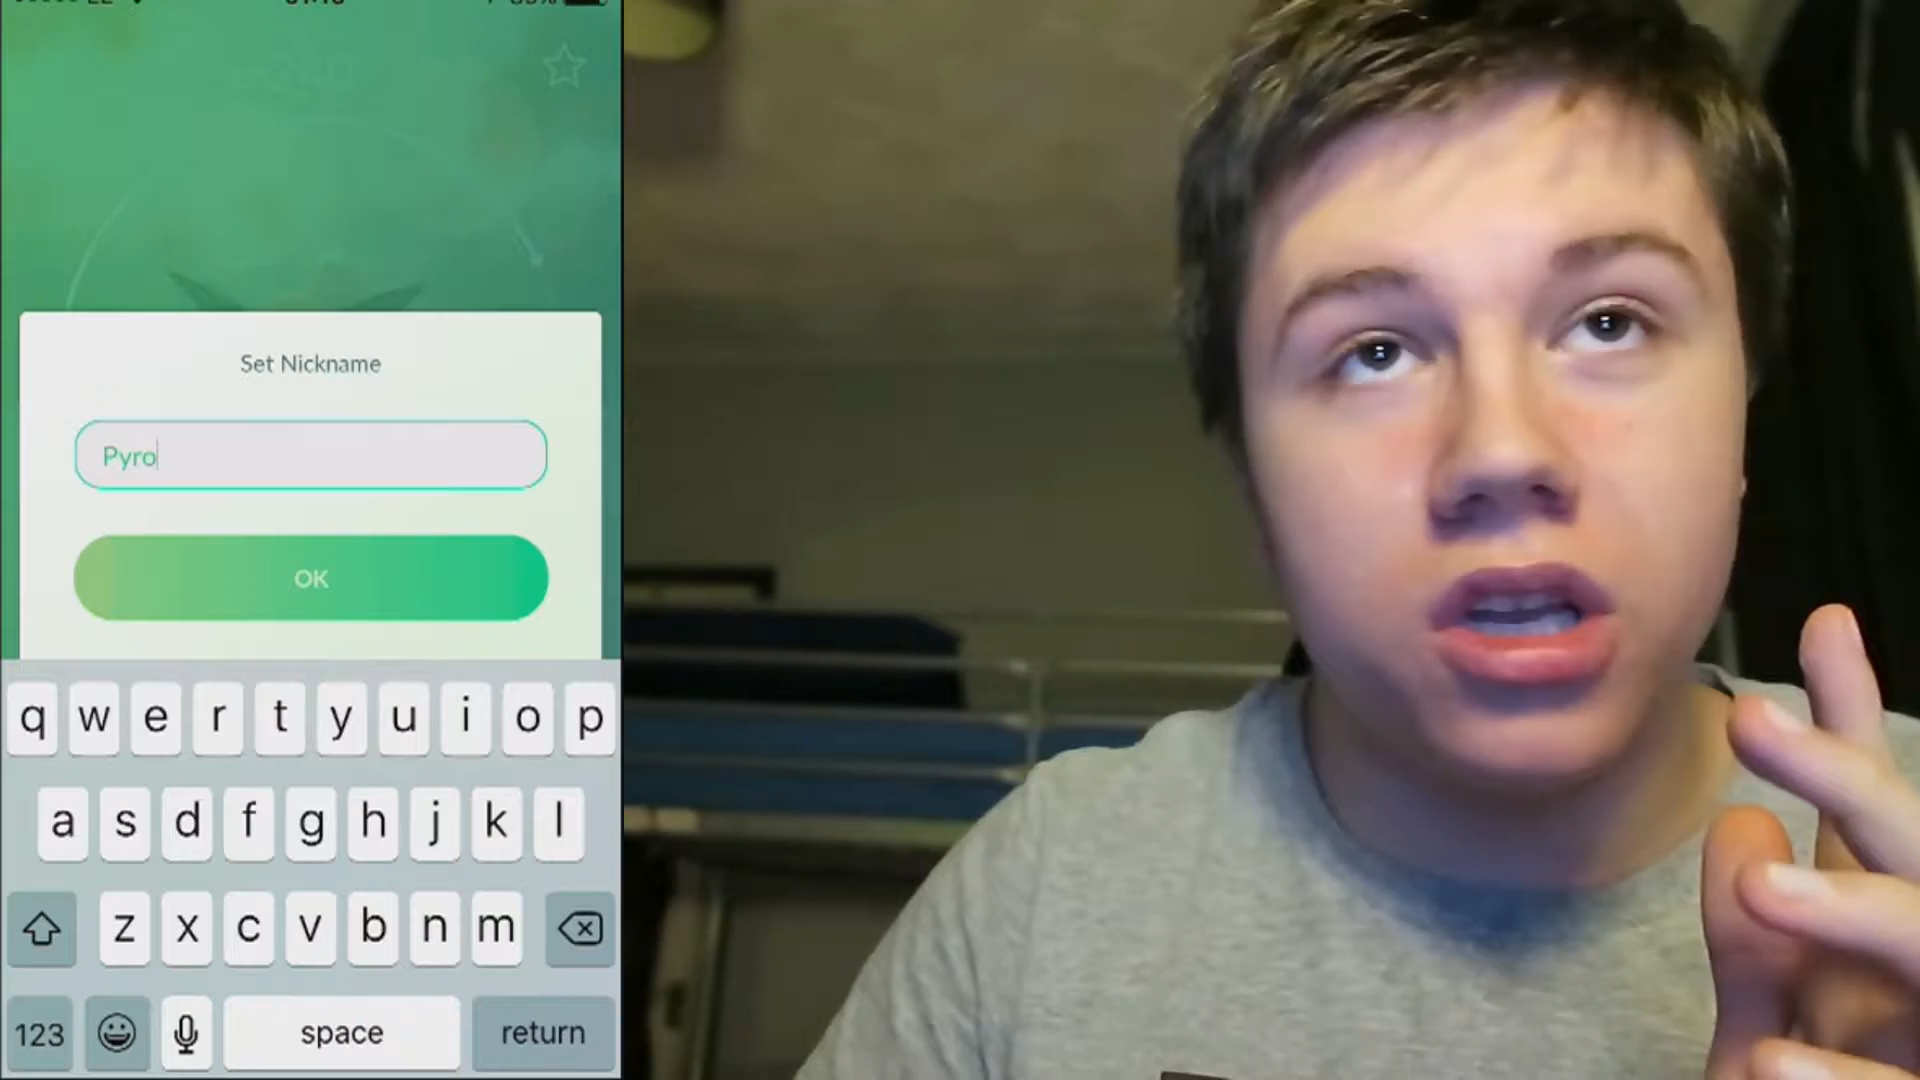 Set Nickname
Pyro
OK
q w e r t y u i o p
a s d f g h j k l
z x c v b n m
123 space return